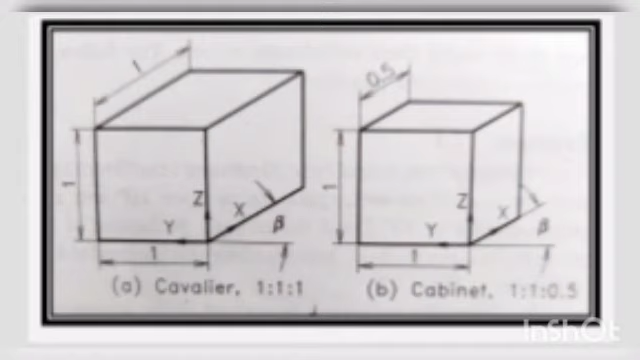 1
0.5
1
1
Z
X
Y
β
1
Z
X
Y
β
1
(a) Cavalier, 1:1:1
(b) Cabinet, 1:1:0.5
InShot